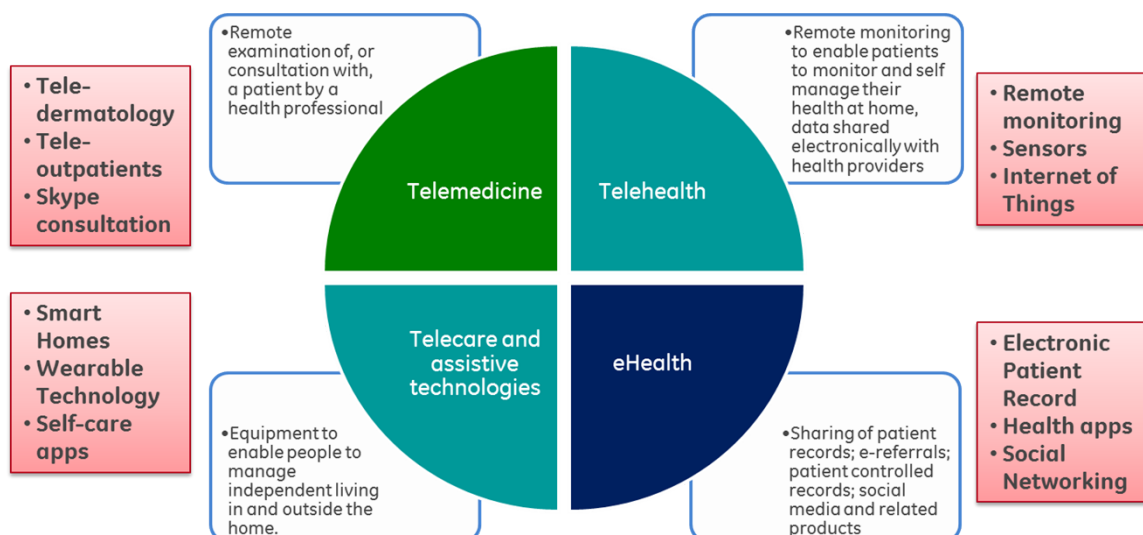 •Remote
examination of, or
consultation with,
a patient by a
health professional
• Tele-
dermatology
• Tele-
outpatients
• Skype
consultation
Telemedicine
•Remote monitoring
to enable patients
to monitor and self
manage their
health at home,
data shared
electronically with
health providers
• Remote
monitoring
• Sensors
• Internet of
Things
Telehealth
• Smart
Homes
• Wearable
Technology
• Self-care
apps
Telecare and
assistive
technologies
•Equipment to
enable people to
manage
independent living
in and outside the
home.
eHealth
•Sharing of patient
records; e-referrals;
patient controlled
records; social
media and related
products
• Electronic
Patient
Record
• Health apps
• Social
Networking